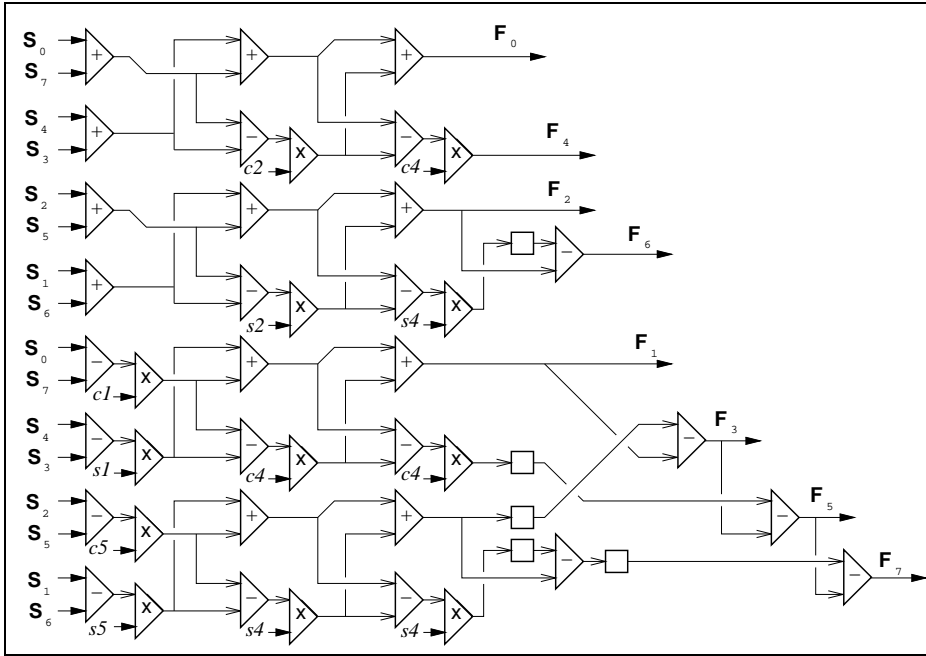 S0 + + + F0
S7
S4 + − X − X F4
S3 c2 c4
S2 + + + F2
S5 − F6
S1 + − X − X
S6 s2 s4
S0 − X + + F1
S7 c1
S4 − X − X − X − F3
S3 s1 c4 c4
S2 − X + + − F5
S5 c5 − − F7
S1 − X − X − X
S6 s5 s4 s4